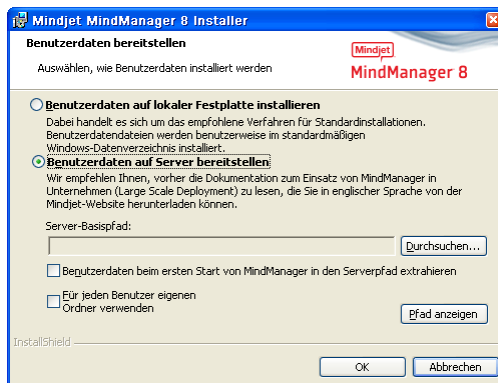 Mindjet MindManager 8 Installer
Benutzerdaten bereitstellen
Auswählen, wie Benutzerdaten installiert werden
Mindjet
MindManager 8
Benutzerdaten auf lokaler Festplatte installieren
Dabei handelt es sich um das empfohlene Verfahren für Standardinstallationen.
Benutzerdatendateien werden benutzerweise im standardmäßigen
Windows-Datenverzeichnis installiert.
Benutzerdaten auf Server bereitstellen
Wir empfehlen Ihnen, vorher die Dokumentation zum Einsatz von MindManager in
Unternehmen (Large Scale Deployment) zu lesen, die Sie in englischer Sprache von der
Mindjet-Website herunterladen können.
Server-Basispfad:
Durchsuchen...
Benutzerdaten beim ersten Start von MindManager in den Serverpfad extrahieren
Für jeden Benutzer eigenen
Ordner verwenden
Pfad anzeigen
InstallShield
OK
Abbrechen